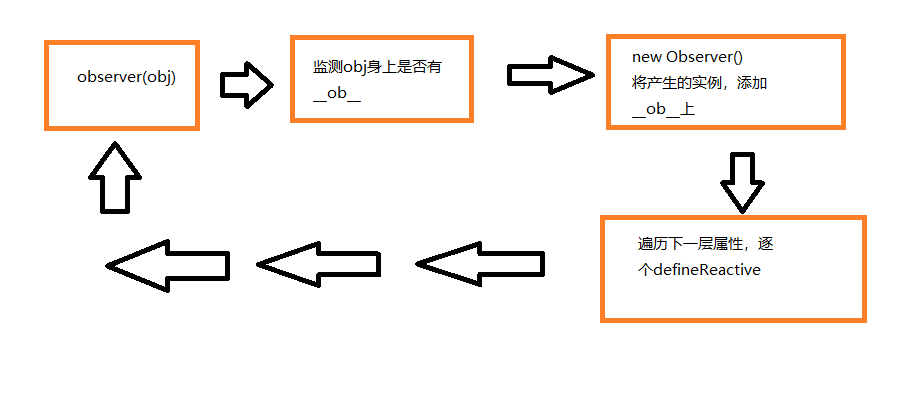 observer(obj)
监测obj身上是否有
__ob__
new Observer()
将产生的实例，添加
__ob__上
遍历下一层属性，逐
个defineReactive